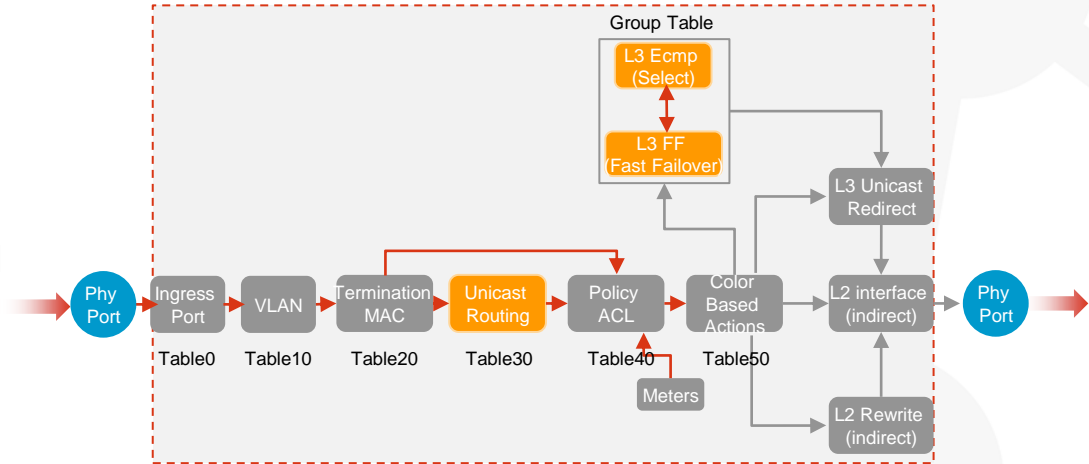 Group Table
L3 Ecmp
(Select)
L3 FF
(Fast Failover)
L3 Unicast
Redirect
Phy
Port
Ingress
Port
VLAN
Termination
MAC
Unicast
Routing
Policy
ACL
Color
Based
Actions
L2 interface
(indirect)
Phy
Port
Table0
Table10
Table20
Table30
Table40
Table50
Meters
L2 Rewrite
(indirect)